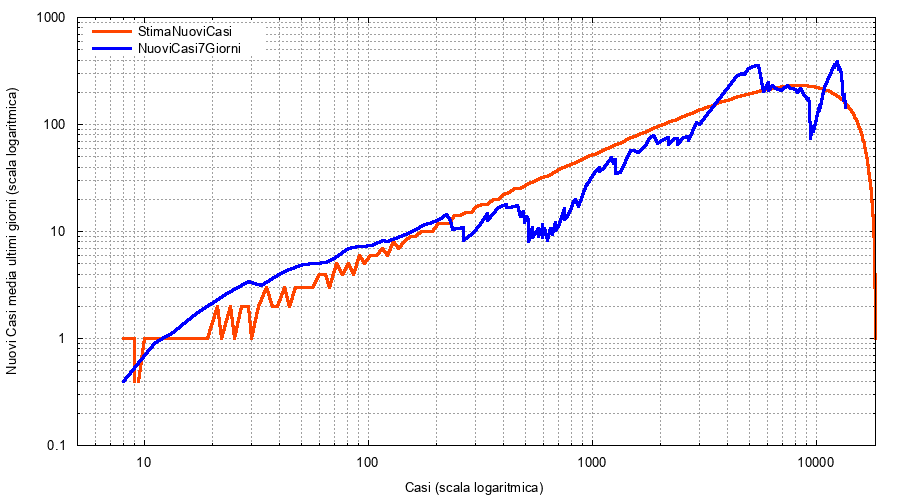 1000
StimaNuoviCasi
NuoviCasi7Giorni
100
10
1
0.1
Nuovi Casi media ultimi giorni (scala logaritmica)
10 100 1000 10000
Casi (scala logaritmica)